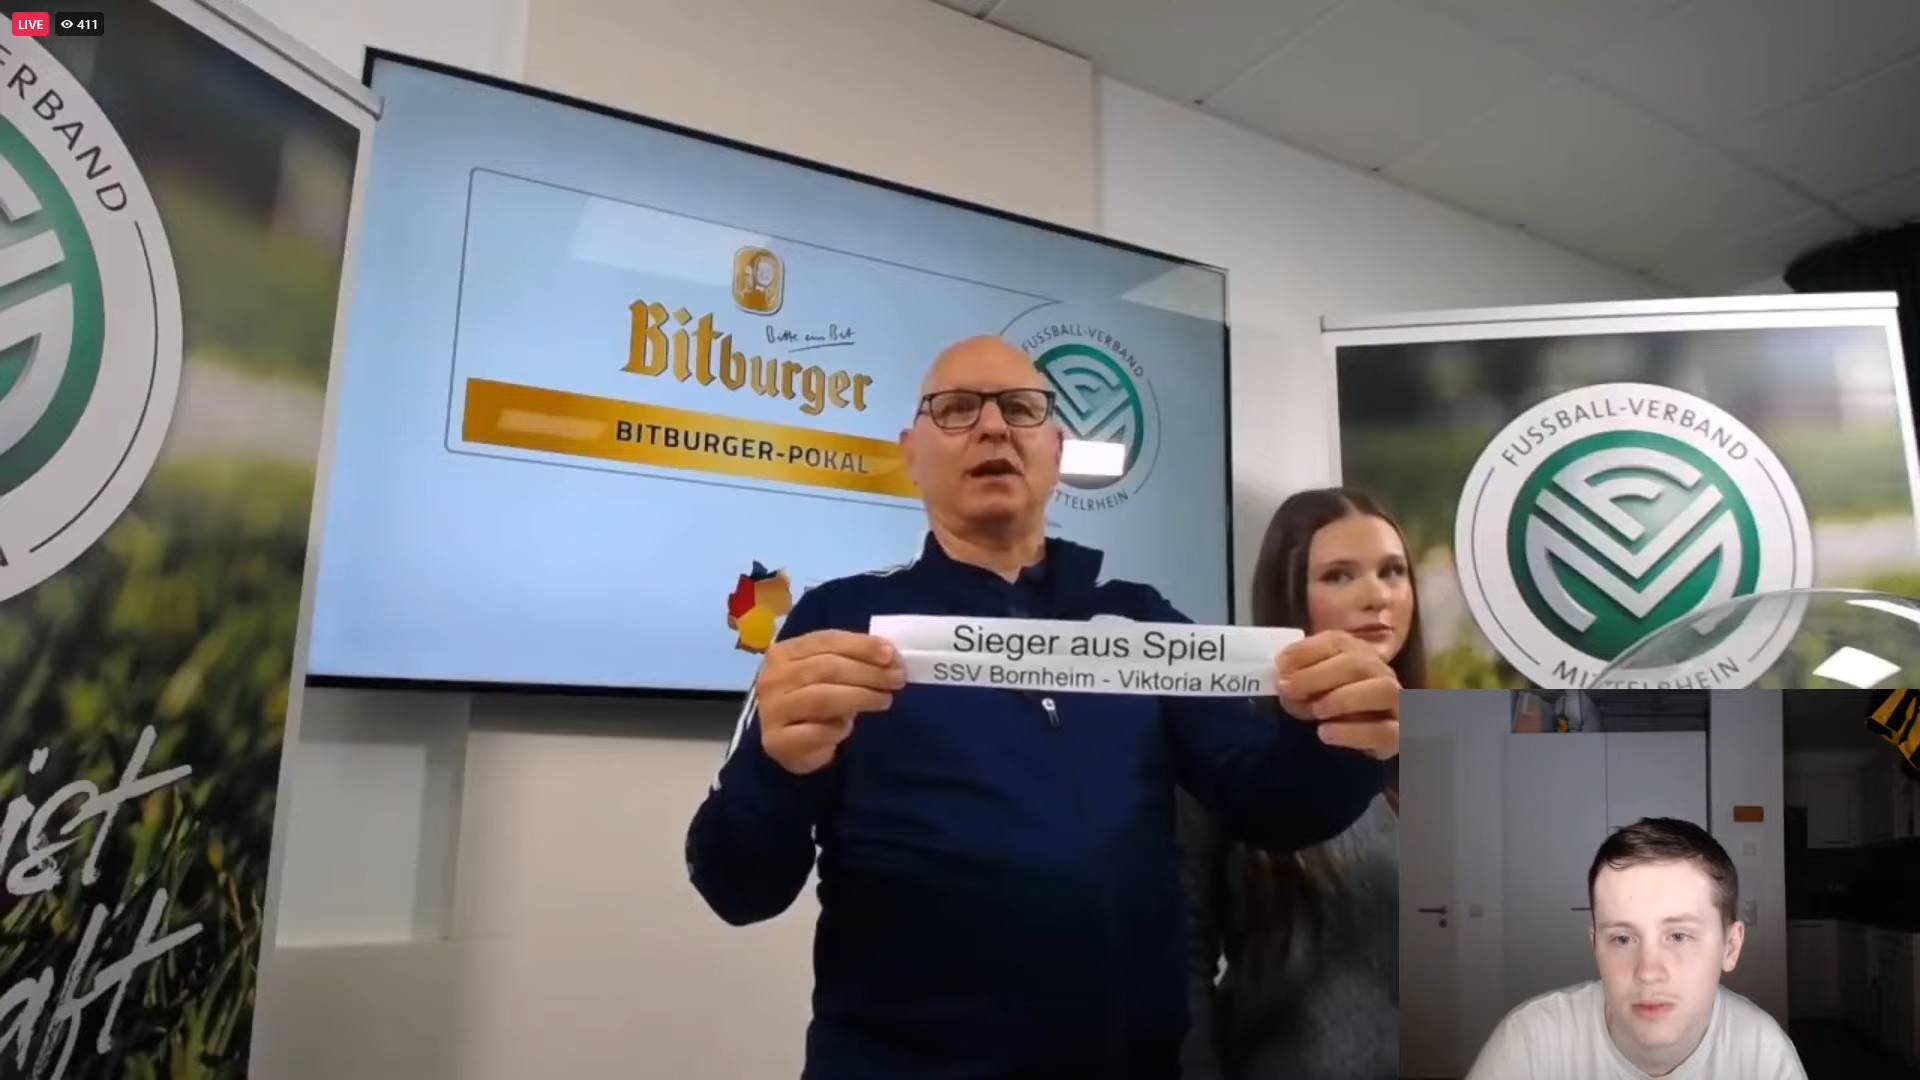 LIVE
411
ERBAND
Bitte ein Bit
Bitburger
BITBURGER-POKAL
FUSSBALL-VERBAND
MITTELRHEIN
FUSSBALL-VERBAND
MITTELRHEIN
Sieger aus Spiel
SSV Bornheim - Viktoria Köln
ist
aft